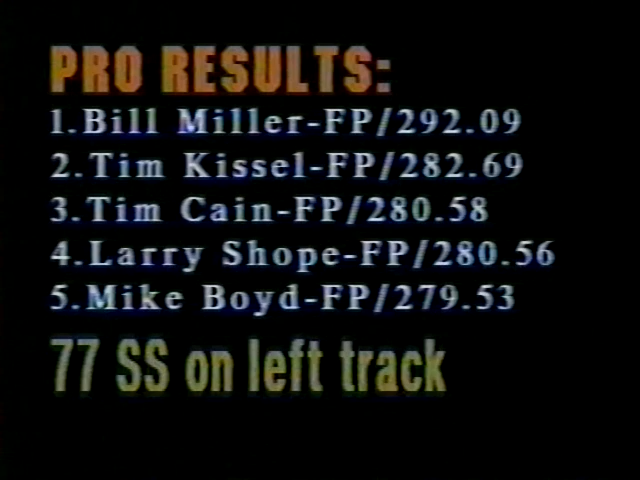 PRO RESULTS:
1.Bill Miller-FP/292.09
2.Tim Kissel-FP/282.69
3.Tim Cain-FP/280.58
4.Larry Shope-FP/280.56
5.Mike Boyd-FP/279.53
77 SS on left track